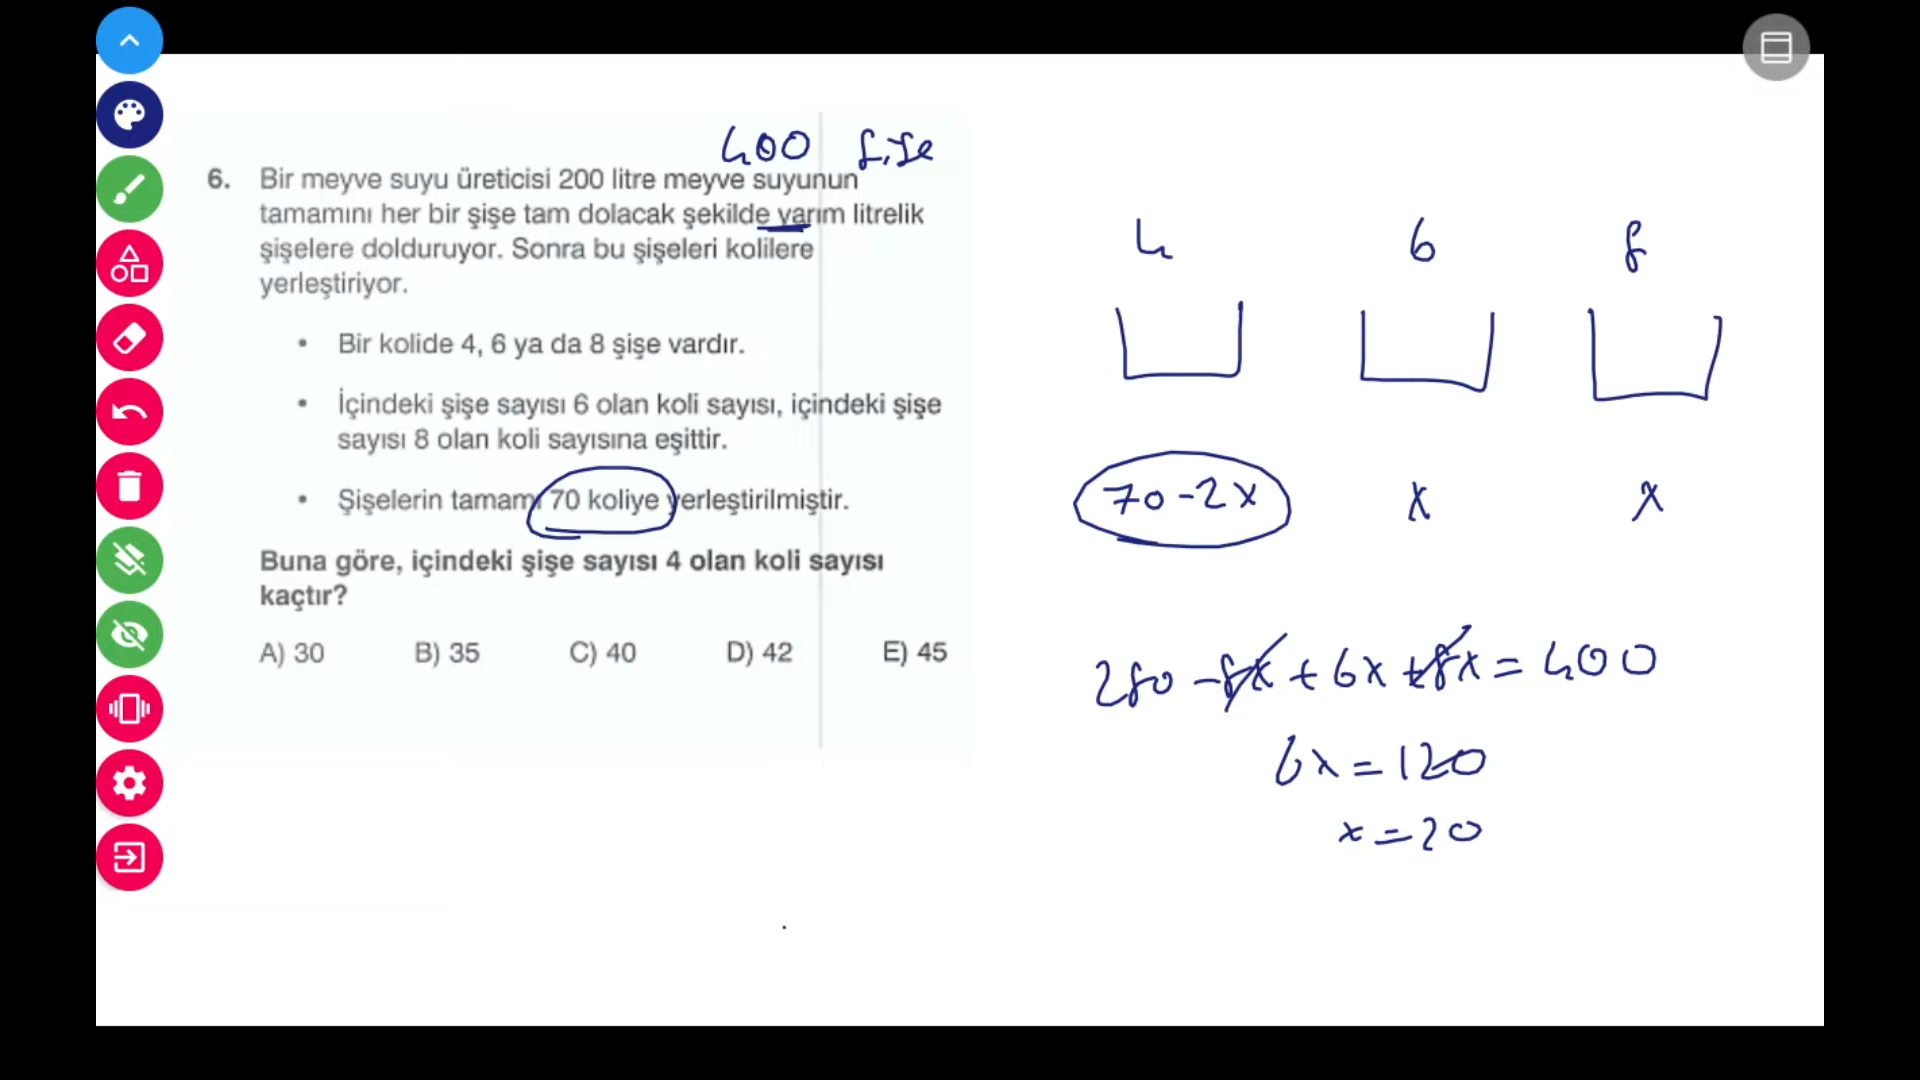 400 şişe
6. Bir meyve suyu üreticisi 200 litre meyve suyunun
tamamını her bir şişe tam dolacak şekilde yarım litrelik
şişelere dolduruyor. Sonra bu şişeleri kolilere
yerleştiriyor.
• Bir kolide 4, 6 ya da 8 şişe vardır.
• İçindeki şişe sayısı 6 olan koli sayısı, içindeki şişe
sayısı 8 olan koli sayısına eşittir.
• Şişelerin tamamı 70 koliye yerleştirilmiştir.
Buna göre, içindeki şişe sayısı 4 olan koli sayısı
kaçtır?
A) 30 B) 35 C) 40 D) 42 E) 45
4 6 8
70-2x x x
280 -8x + 6x +8x = 400
6x = 120
x = 20